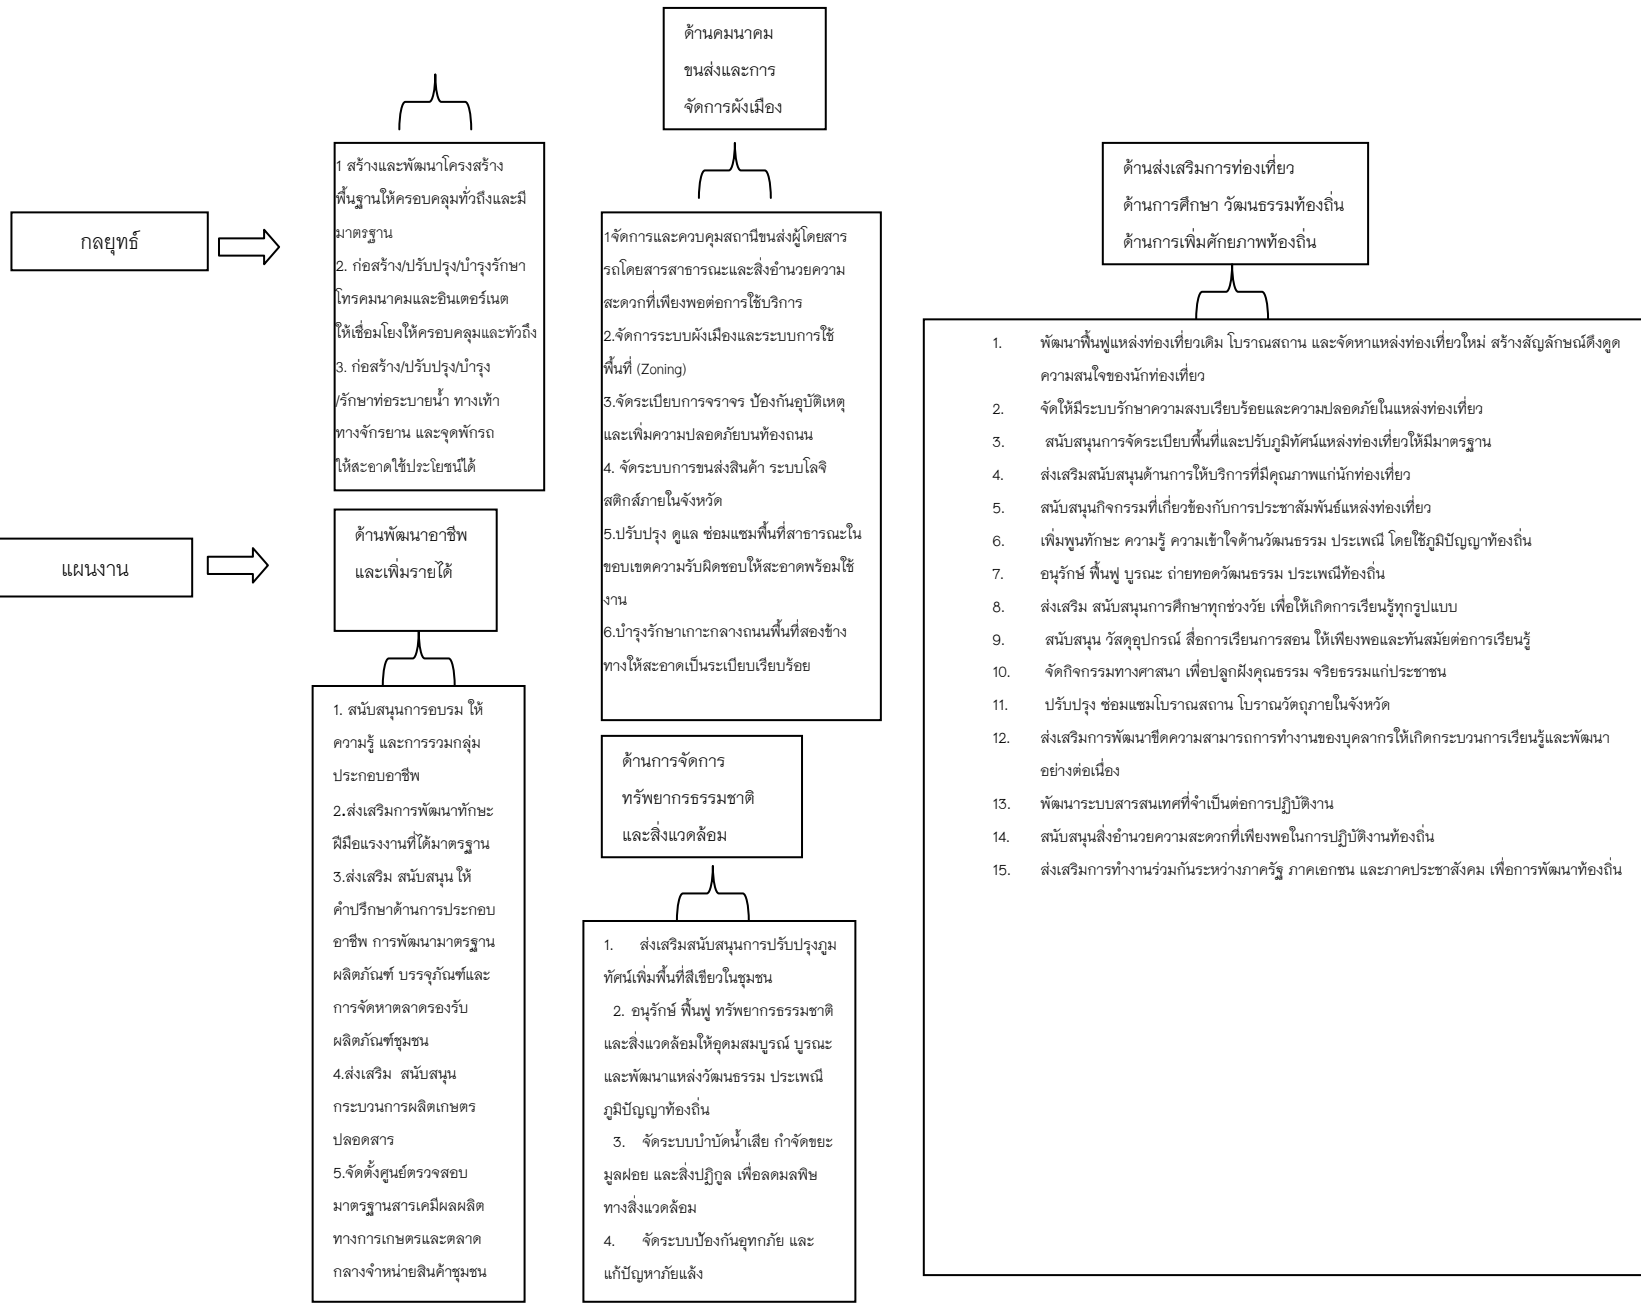 กลยุทธ์
แผนงาน
1 สร้างและพัฒนาโครงสร้าง
พื้นฐานให้ครอบคลุมทั่วถึงและมี
มาตรฐาน
2. ก่อสร้าง/ปรับปรุง/บำรุงรักษา
โทรคมนาคมและอินเตอร์เนต
ให้เชื่อมโยงให้ครอบคลุมและทัวถึง
3. ก่อสร้าง/ปรับปรุง/บำรุง
/รักษาท่อระบายน้ำ ทางเท้า
ทางจักรยาน และจุดพักรถ
ให้สะอาดใช้ประโยชน์ได้
ด้านพัฒนาอาชีพ
และเพิ่มรายได้
1. สนับสนุนการอบรม ให้
ความรู้ และการรวมกลุ่ม
ประกอบอาชีพ
2.ส่งเสริมการพัฒนาทักษะ
ฝีมือแรงงานที่ได้มาตรฐาน
3.ส่งเสริม สนับสนุน ให้
คำปรึกษาด้านการประกอบ
อาชีพ การพัฒนามาตรฐาน
ผลิตภัณฑ์ บรรจุภัณฑ์และ
การจัดหาตลาดรองรับ
ผลิตภัณฑ์ชุมชน
4.ส่งเสริม สนับสนุน
กระบวนการผลิตเกษตร
ปลอดสาร
5.จัดตั้งศูนย์ตรวจสอบ
มาตรฐานสารเคมีผลผลิต
ทางการเกษตรและตลาด
กลางจำหน่ายสินค้าชุมชน
ด้านคมนาคม
ขนส่งและการ
จัดการผังเมือง
1จัดการและควบคุมสถานีขนส่งผู้โดยสาร
รถโดยสารสาธารณะและสิ่งอำนวยความ
สะดวกที่เพียงพอต่อการใช้บริการ
2.จัดการระบบผังเมืองและระบบการใช้
พื้นที่ (Zoning)
3.จัดระเบียบการจราจร ป้องกันอุบัติเหตุ
และเพิ่มความปลอดภัยบนท้องถนน
4. จัดระบบการขนส่งสินค้า ระบบโลจิ
สติกส์ภายในจังหวัด
5.ปรับปรุง ดูแล ซ่อมแซมพื้นที่สาธารณะใน
ขอบเขตความรับผิดชอบให้สะอาดพร้อมใช้
งาน
6.บำรุงรักษาเกาะกลางถนนพื้นที่สองข้าง
ทางให้สะอาดเป็นระเบียบเรียบร้อย
ด้านการจัดการ
ทรัพยากรธรรมชาติ
และสิ่งแวดล้อม
1. ส่งเสริมสนับสนุนการปรับปรุงภูม
ทัศน์เพิ่มพื้นที่สีเขียวในชุมชน
2. อนุรักษ์ ฟื้นฟู ทรัพยากรธรรมชาติ
และสิ่งแวดล้อมให้อุดมสมบูรณ์ บูรณะ
และพัฒนาแหล่งวัฒนธรรม ประเพณี
ภูมิปัญญาท้องถิ่น
3. จัดระบบบำบัดน้ำเสีย กำจัดขยะ
มูลฝอย และสิ่งปฏิกูล เพื่อลดมลพิษ
ทางสิ่งแวดล้อม
4. จัดระบบป้องกันอุทกภัย และ
แก้ปัญหาภัยแล้ง
ด้านส่งเสริมการท่องเที่ยว
ด้านการศึกษา วัฒนธรรมท้องถิ่น
ด้านการเพิ่มศักยภาพท้องถิ่น
1. พัฒนาฟื้นฟูแหล่งท่องเที่ยวเดิม โบราณสถาน และจัดหาแหล่งท่องเที่ยวใหม่ สร้างสัญลักษณ์ดึงดูด
ความสนใจของนักท่องเที่ยว
2. จัดให้มีระบบรักษาความสงบเรียบร้อยและความปลอดภัยในแหล่งท่องเที่ยว
3. สนับสนุนการจัดระเบียบพื้นที่และปรับภูมิทัศน์แหล่งท่องเที่ยวให้มีมาตรฐาน
4. ส่งเสริมสนับสนุนด้านการให้บริการที่มีคุณภาพแก่นักท่องเที่ยว
5. สนับสนุนกิจกรรมที่เกี่ยวข้องกับการประชาสัมพันธ์แหล่งท่องเที่ยว
6. เพิ่มพูนทักษะ ความรู้ ความเข้าใจด้านวัฒนธรรม ประเพณี โดยใช้ภูมิปัญญาท้องถิ่น
7. อนุรักษ์ ฟื้นฟู บูรณะ ถ่ายทอดวัฒนธรรม ประเพณีท้องถิ่น
8. ส่งเสริม สนับสนุนการศึกษาทุกช่วงวัย เพื่อให้เกิดการเรียนรู้ทุกรูปแบบ
9. สนับสนุน วัสดุอุปกรณ์ สื่อการเรียนการสอน ให้เพียงพอและทันสมัยต่อการเรียนรู้
10. จัดกิจกรรมทางศาสนา เพื่อปลูกฝังคุณธรรม จริยธรรมแก่ประชาชน
11. ปรับปรุง ซ่อมแซมโบราณสถาน โบราณวัตถุภายในจังหวัด
12. ส่งเสริมการพัฒนาขีดความสามารถการทำงานของบุคลากรให้เกิดกระบวนการเรียนรู้และพัฒนา
อย่างต่อเนื่อง
13. พัฒนาระบบสารสนเทศที่จำเป็นต่อการปฏิบัติงาน
14. สนับสนุนสิ่งอำนวยความสะดวกที่เพียงพอในการปฏิบัติงานท้องถิ่น
15. ส่งเสริมการทำงานร่วมกันระหว่างภาครัฐ ภาคเอกชน และภาคประชาสังคม เพื่อการพัฒนาท้องถิ่น